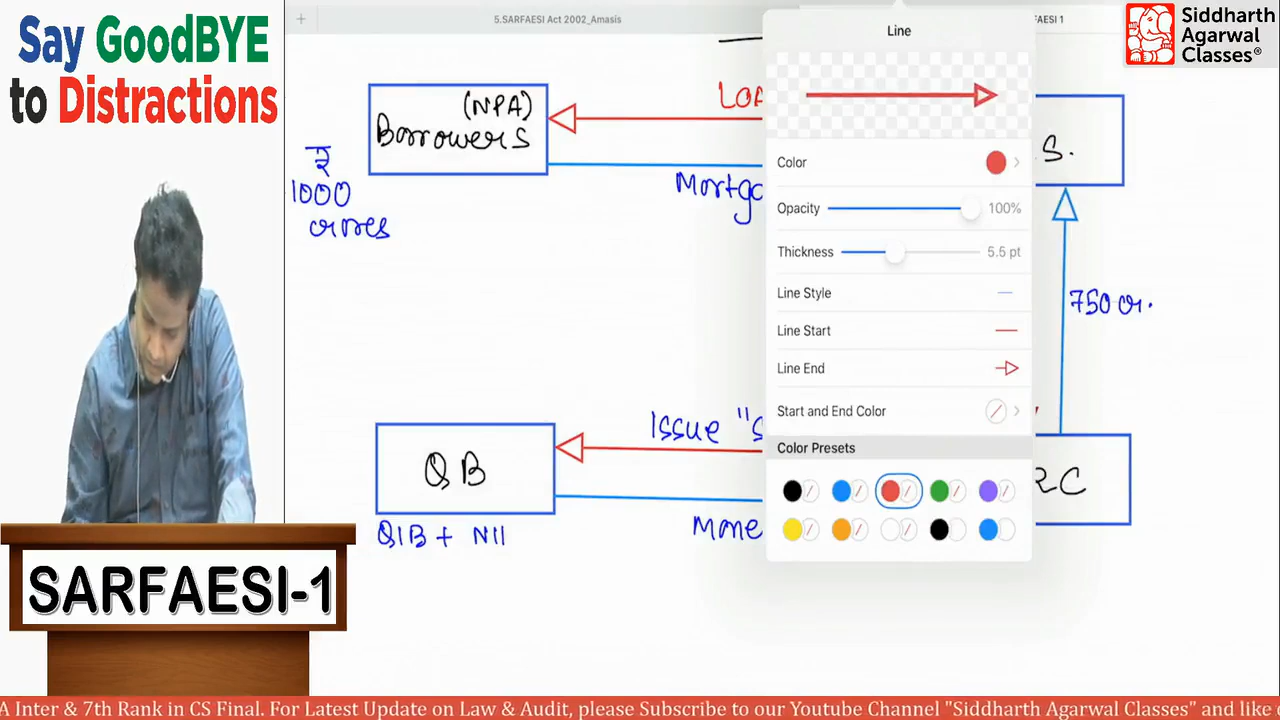 Say GoodBYE
to Distractions
5.SARFAESI Act 2002_Amasis
AESI 1
Siddharth
Agarwal
Classes®
Line
(NPA)
Borrowers
LOA
S.
Mortga
₹
1000
crores
Color
Opacity
100%
Thickness
5.5 pt
Line Style
Line Start
Line End
Start and End Color
Color Presets
750 cr.
Issue "S
QB
RC
QIB + NII
Mone
SARFAESI-1
A Inter & 7th Rank in CS Final. For Latest Update on Law & Audit, please Subscribe to our Youtube Channel "Siddharth Agarwal Classes" and like